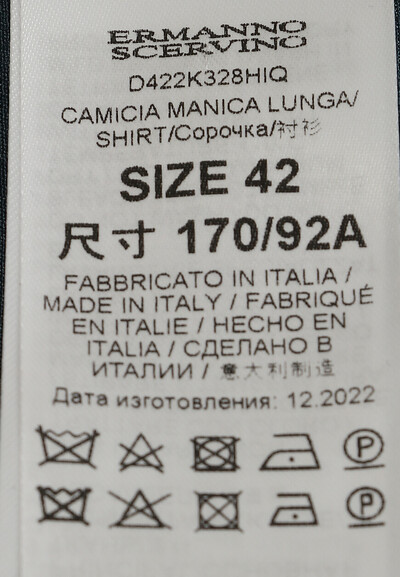 ERMANNO
SCERVINO
D422K328HIQ
CAMICIA MANICA LUNGA/
SHIRT/Сорочка/衬衫
SIZE 42
尺寸 170/92A
FABBRICATO IN ITALIA /
MADE IN ITALY / FABRIQUÉ
EN ITALIE / HECHO EN
ITALIA / СДЕЛАНО В
ИТАЛИИ / 意大利制造
Дата изготовления: 12.2022
P
P